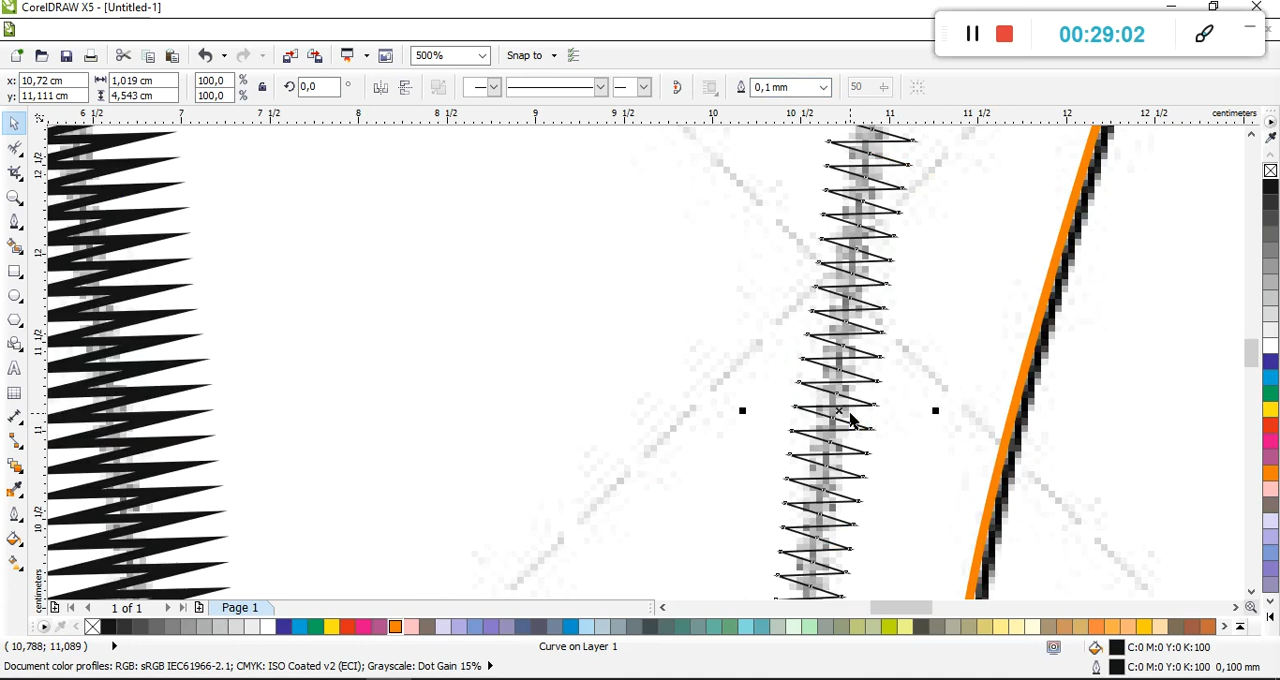 CorelDRAW X5 - [Untitled-1]
00:29:02
500%
Snap to
x: 10,72 cm
y: 11,111 cm
1,019 cm
4,543 cm
100,0 %
100,0 %
0,0 °
0,1 mm
50
6 1/2 7 7 1/2 8 8 1/2 9 9 1/2 10 10 1/2 11 11 1/2 12 12 1/2 centimeters
12 1/2
12
11 1/2
11
10 1/2
centimeters
1 of 1
Page 1
( 10,788; 11,089 )
Curve on Layer 1
C:0 M:0 Y:0 K:100
Document color profiles: RGB: sRGB IEC61966-2.1; CMYK: ISO Coated v2 (ECI); Grayscale: Dot Gain 15%
C:0 M:0 Y:0 K:100 0,100 mm